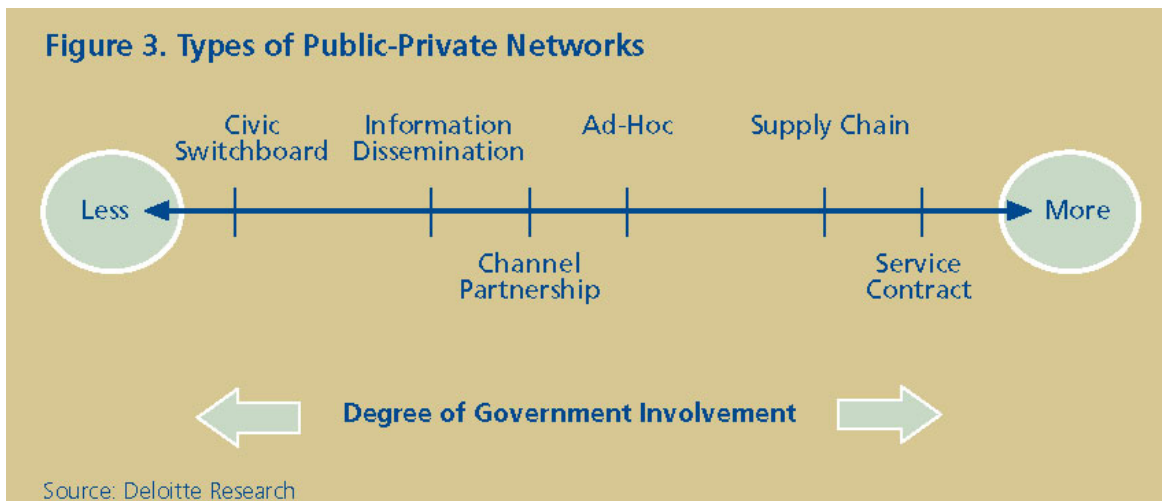 Figure 3. Types of Public-Private Networks
Civic
Switchboard
Information
Dissemination
Ad-Hoc
Supply Chain
Less
More
Channel
Partnership
Service
Contract
Degree of Government Involvement
Source: Deloitte Research